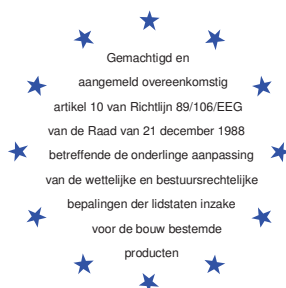 Gemachtigd en
aangemeld overeenkomstig
artikel 10 van Richtlijn 89/106/EEG
van de Raad van 21 december 1988
betreffende de onderlinge aanpassing
van de wettelijke en bestuursrechtelijke
bepalingen der lidstaten inzake
voor de bouw bestemde
producten